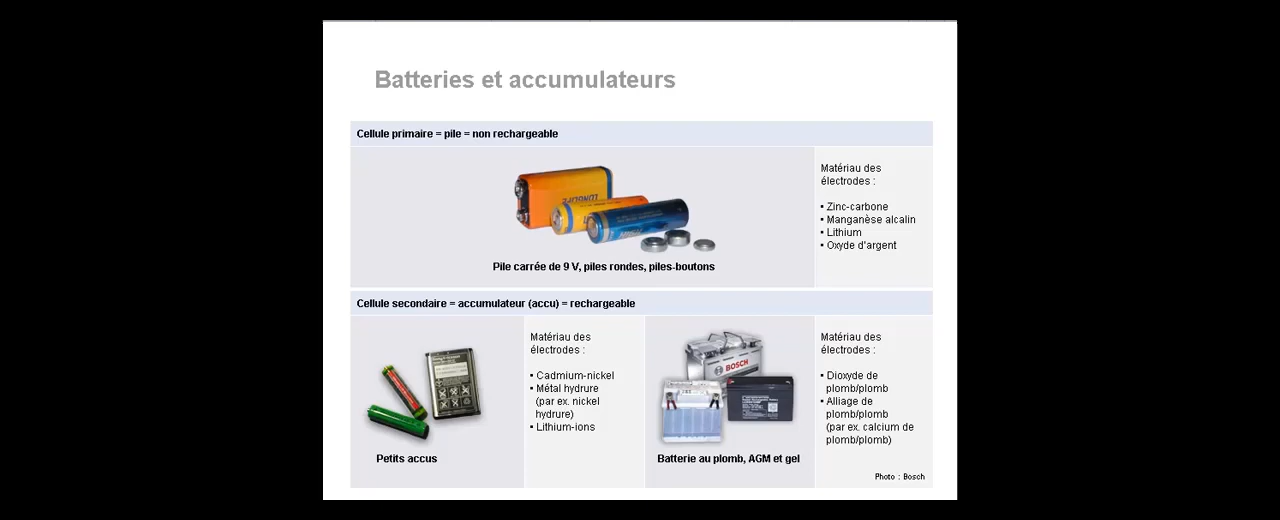 Batteries et accumulateurs
Cellule primaire = pile = non rechargeable
Matériau des
électrodes :
▪ Zinc-carbone
▪ Manganèse alcalin
▪ Lithium
▪ Oxyde d'argent
Pile carrée de 9 V, piles rondes, piles-boutons
Cellule secondaire = accumulateur (accu) = rechargeable
Matériau des
électrodes :
▪ Cadmium-nickel
▪ Métal hydrure
(par ex. nickel
hydrure)
▪ Lithium-ions
Petits accus
BOSCH
Batterie au plomb, AGM et gel
Matériau des
électrodes :
▪ Dioxyde de
plomb/plomb
▪ Alliage de
plomb/plomb
(par ex. calcium de
plomb/plomb)
Photo : Bosch